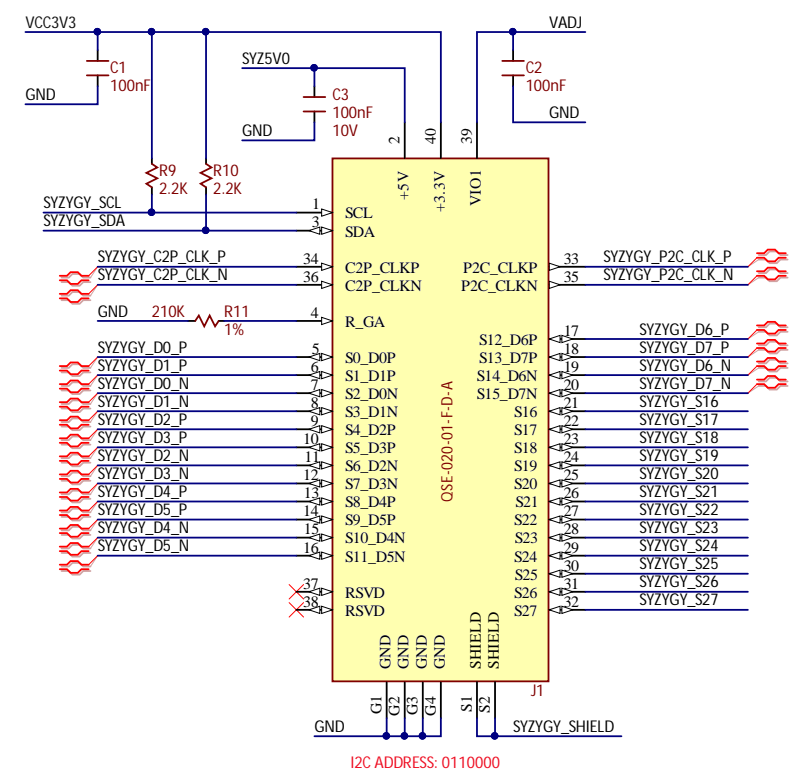 VCC3V3
VADJ
C1
100nF
GND
SYZ5V0
C3
100nF
10V
GND
C2
100nF
GND
2
40
39
R9
2.2K
R10
2.2K
+5V
+3.3V
VIO1
SYZYGY_SCL
1
SCL
SYZYGY_SDA
3
SDA
SYZYGY_C2P_CLK_P
34
C2P_CLKP
SYZYGY_C2P_CLK_N
36
C2P_CLKN
GND
210K
R11
1%
4
R_GA
SYZYGY_D0_P
5
S0_D0P
SYZYGY_D1_P
6
S1_D1P
SYZYGY_D0_N
7
S2_D0N
SYZYGY_D1_N
8
S3_D1N
SYZYGY_D2_P
9
S4_D2P
SYZYGY_D3_P
10
S5_D3P
SYZYGY_D2_N
11
S6_D2N
SYZYGY_D3_N
12
S7_D3N
SYZYGY_D4_P
13
S8_D4P
SYZYGY_D5_P
14
S9_D5P
SYZYGY_D4_N
15
S10_D4N
SYZYGY_D5_N
16
S11_D5N
37
RSVD
38
RSVD
QSE-020-01-F-D-A
P2C_CLKP
33
SYZYGY_P2C_CLK_P
P2C_CLKN
35
SYZYGY_P2C_CLK_N
S12_D6P
17
SYZYGY_D6_P
S13_D7P
18
SYZYGY_D7_P
S14_D6N
19
SYZYGY_D6_N
S15_D7N
20
SYZYGY_D7_N
S16
21
SYZYGY_S16
S17
22
SYZYGY_S17
S18
23
SYZYGY_S18
S19
24
SYZYGY_S19
S20
25
SYZYGY_S20
S21
26
SYZYGY_S21
S22
27
SYZYGY_S22
S23
28
SYZYGY_S23
S24
29
SYZYGY_S24
S25
30
SYZYGY_S25
S26
31
SYZYGY_S26
S27
32
SYZYGY_S27
GND
GND
GND
GND
SHIELD
SHIELD
G1
G2
G3
G4
S1
S2
J1
GND
SYZYGY_SHIELD
I2C ADDRESS: 0110000